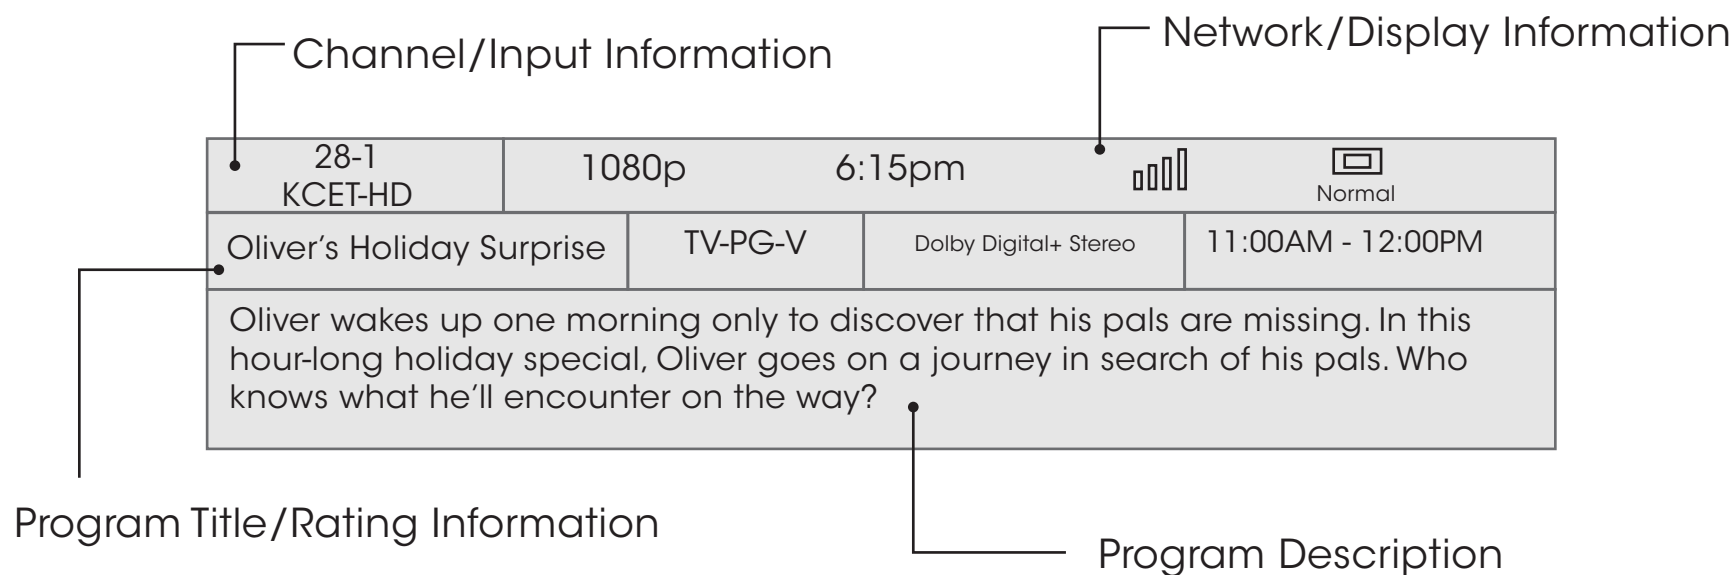 Channel/Input Information
Network/Display Information
28-1
KCET-HD
1080p
6:15pm
Normal
Oliver’s Holiday Surprise
TV-PG-V
Dolby Digital+ Stereo
11:00AM - 12:00PM
Oliver wakes up one morning only to discover that his pals are missing. In this
hour-long holiday special, Oliver goes on a journey in search of his pals. Who
knows what he’ll encounter on the way?
Program Title/Rating Information
Program Description